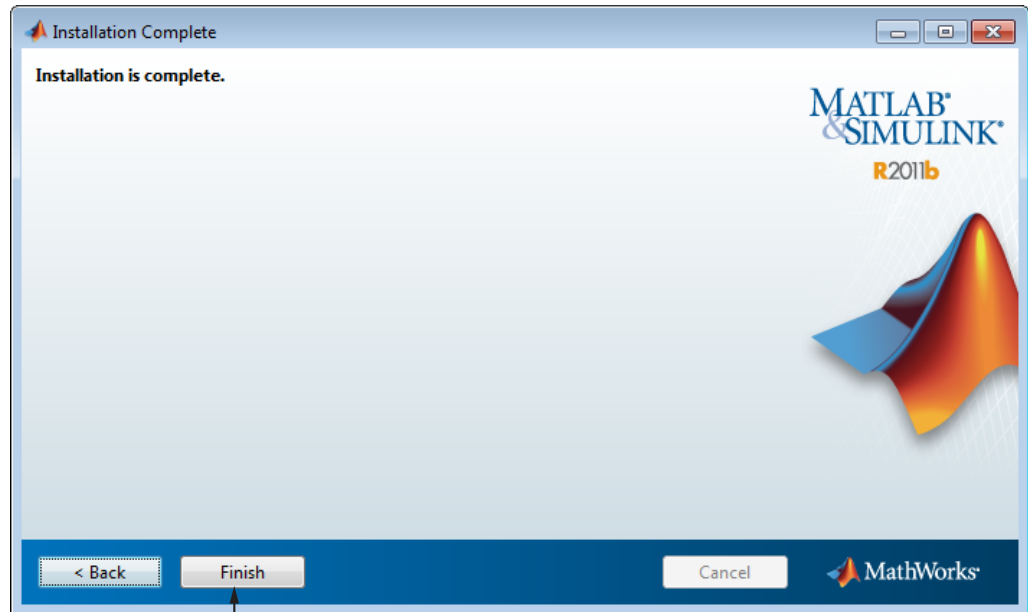 Installation Complete
Installation is complete.
MATLAB®
&SIMULINK®
R2011b
< Back
Finish
Cancel
MathWorks®